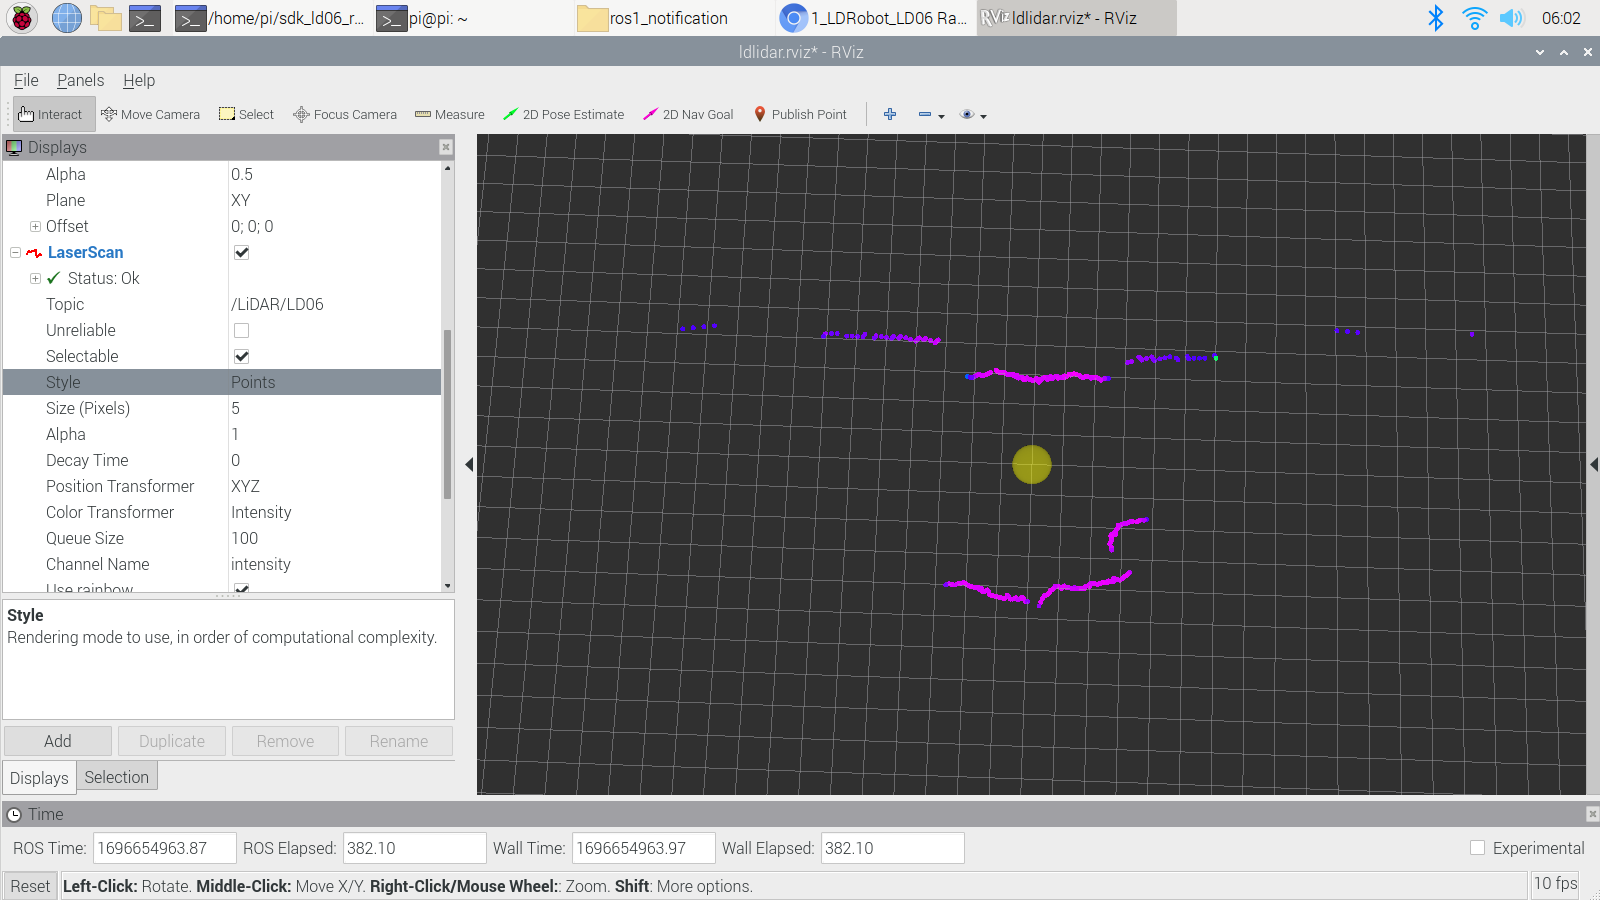 /home/pi/sdk_ld06_r...
pi@pi: ~
ros1_notification
1_LDRobot_LD06 Ra...
RViz ldlidar.rviz* - RViz
06:02
ldlidar.rviz* - RViz
File Panels Help
Interact Move Camera Select Focus Camera Measure 2D Pose Estimate 2D Nav Goal Publish Point
Displays
Alpha 0.5
Plane XY
Offset 0; 0; 0
LaserScan
Status: Ok
Topic /LiDAR/LD06
Unreliable
Selectable
Style Points
Size (Pixels) 5
Alpha 1
Decay Time 0
Position Transformer XYZ
Color Transformer Intensity
Queue Size 100
Channel Name intensity
Use rainbow
Style
Rendering mode to use, in order of computational complexity.
Add Duplicate Remove Rename
Displays Selection
Time
ROS Time: 1696654963.87 ROS Elapsed: 382.10 Wall Time: 1696654963.97 Wall Elapsed: 382.10 Experimental
Reset Left-Click: Rotate. Middle-Click: Move X/Y. Right-Click/Mouse Wheel:: Zoom. Shift: More options. 10 fps